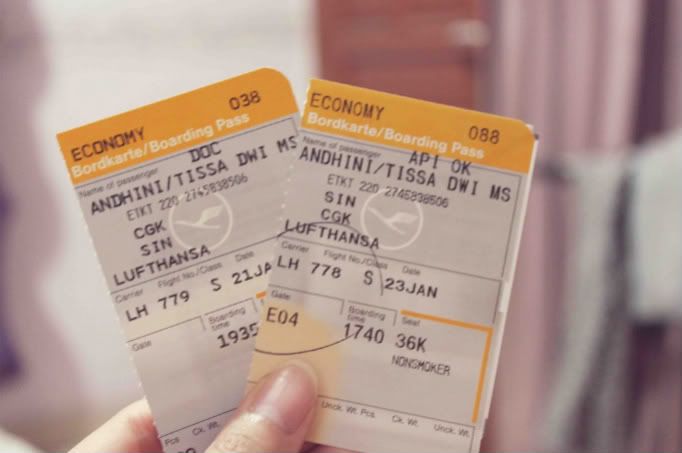 ECONOMY 038
Bordkarte/Boarding Pass
Name of passenger DOC
ANDHINI/TISSA DWI MS
ETKT 220 2745838506
CGK
SIN
LUFTHANSA
Carrier Flight No./Class
LH 779 S 21JA
Gate Boarding time
1935
Pcs Ck. Wt.
ECONOMY 088
Bordkarte/Boarding Pass
Name of passenger API OK
ANDHINI/TISSA DWI MS
ETKT 220 2745838506
SIN
CGK
LUFTHANSA
Carrier Flight No./Class Date
LH 778 S 23JAN
Gate Boarding time Seat
E04 1740 36K
NONSMOKER
Unck. Wt. Pcs. Ck. Wt. Unck. Wt.